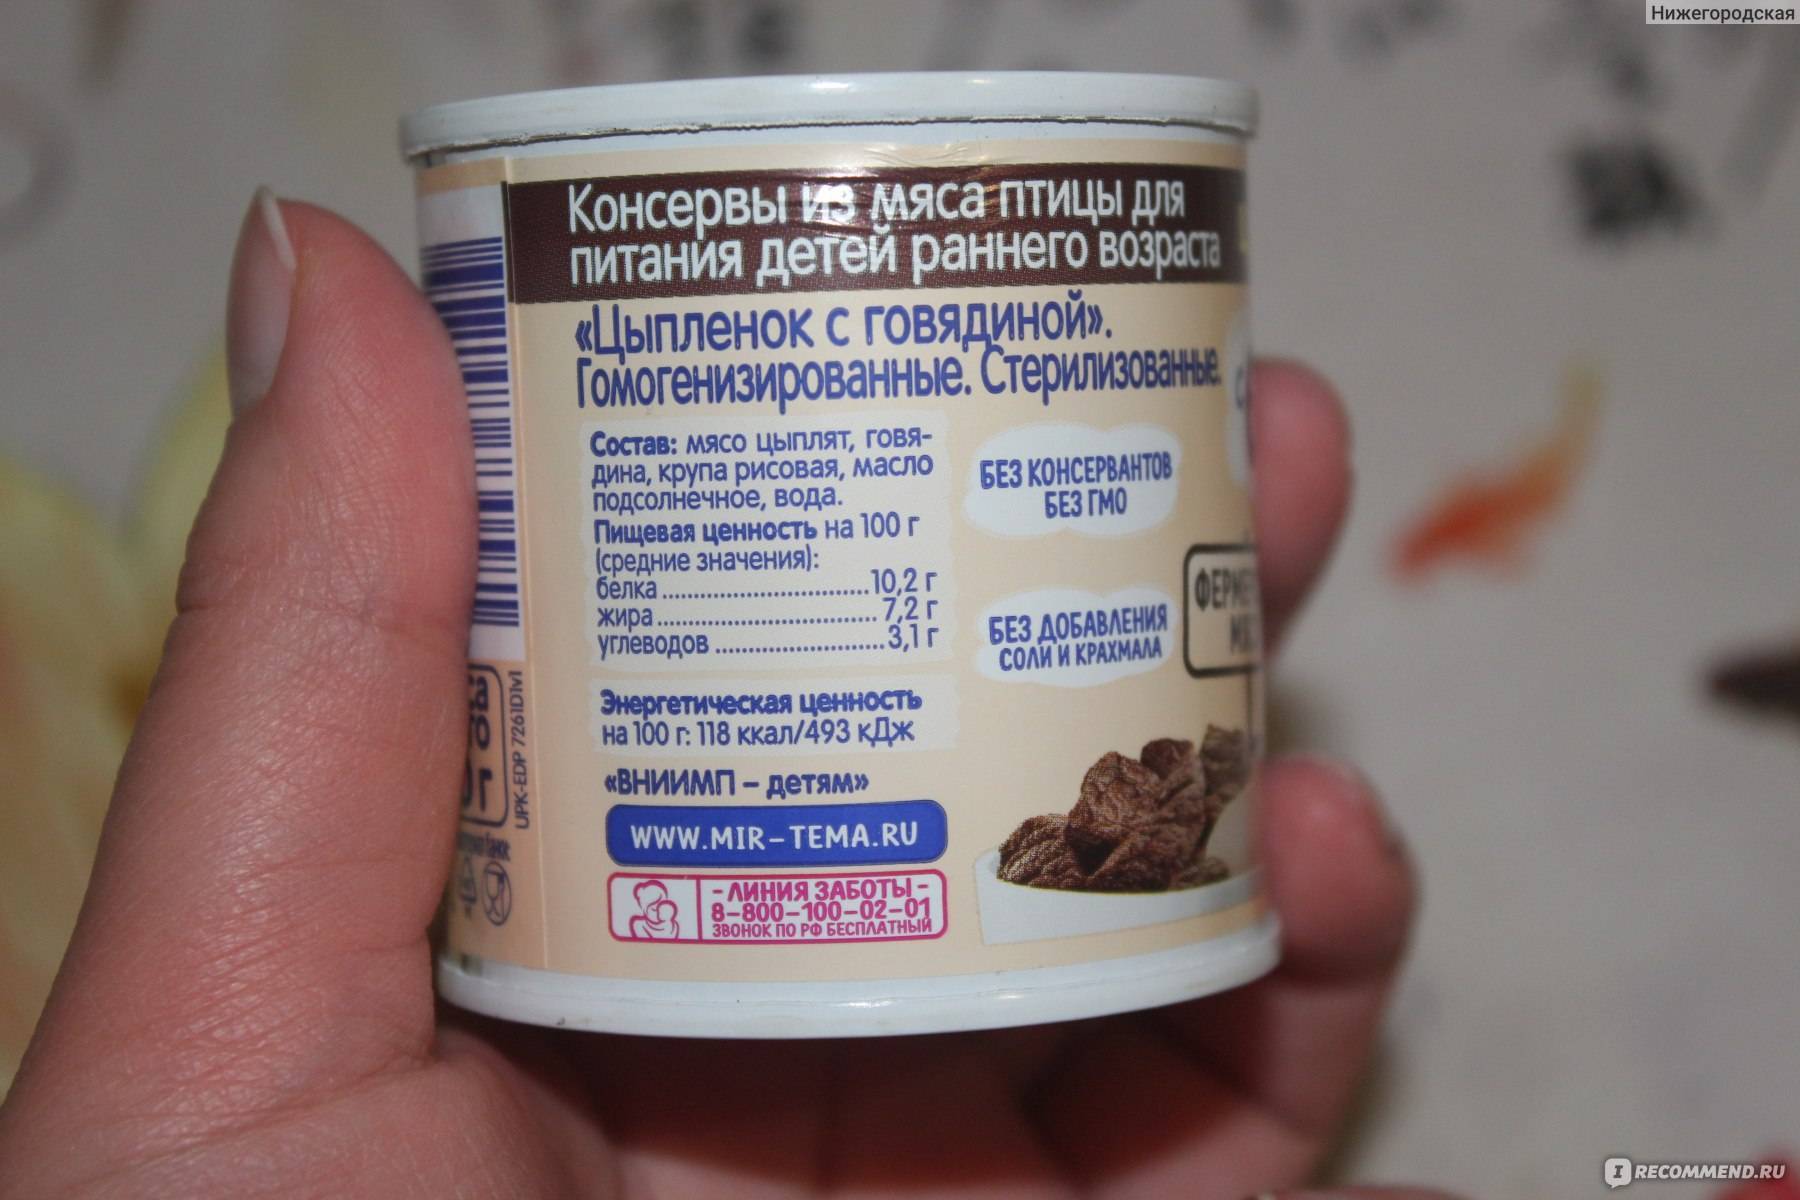 Нижегородская
Консервы из мяса птицы для
питания детей раннего возраста
«Цыпленок с говядиной».
Гомогенизированные. Стерилизованные.
Состав: мясо цыплят, говя-
дина, крупа рисовая, масло
подсолнечное, вода.
Пищевая ценность на 100 г
(средние значения):
белка ............................. 10,2 г
жира ............................... 7,2 г
углеводов ........................ 3,1 г
Энергетическая ценность
на 100 г: 118 ккал/493 кДж
«ВНИИМП – детям»
WWW.MIR-TEMA.RU
- ЛИНИЯ ЗАБОТЫ -
8-800-100-02-01
ЗВОНОК ПО РФ БЕСПЛАТНЫЙ
БЕЗ КОНСЕРВАНТОВ
БЕЗ ГМО
БЕЗ ДОБАВЛЕНИЯ
СОЛИ И КРАХМАЛА
UPK-EDP 7261D1M
IRECOMMEND.RU